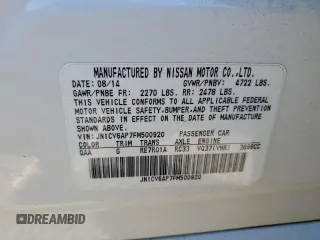 MANUFACTURED BY NISSAN MOTOR CO.,LTD.
DATE: 08/14 GVWR/PNBV: 4722 LBS.
GAWR/PNBE FR: 2270 LBS. RR: 2478 LBS.
THIS VEHICLE CONFORMS TO ALL APPLICABLE FEDERAL
MOTOR VEHICLE SAFETY, BUMPER, AND THEFT PREVENTION
STANDARDS IN EFFECT ON THE DATE OF MANUFACTURE
SHOWN ABOVE.
VIN: JN1CV6AP7FM500920 PASSENGER CAR
COLOR TRIM TRANS AXLE ENGINE
QAA G RE7R01A RC33 VQ37(VHR) 3696CC
JN1CV6AP7FM500920